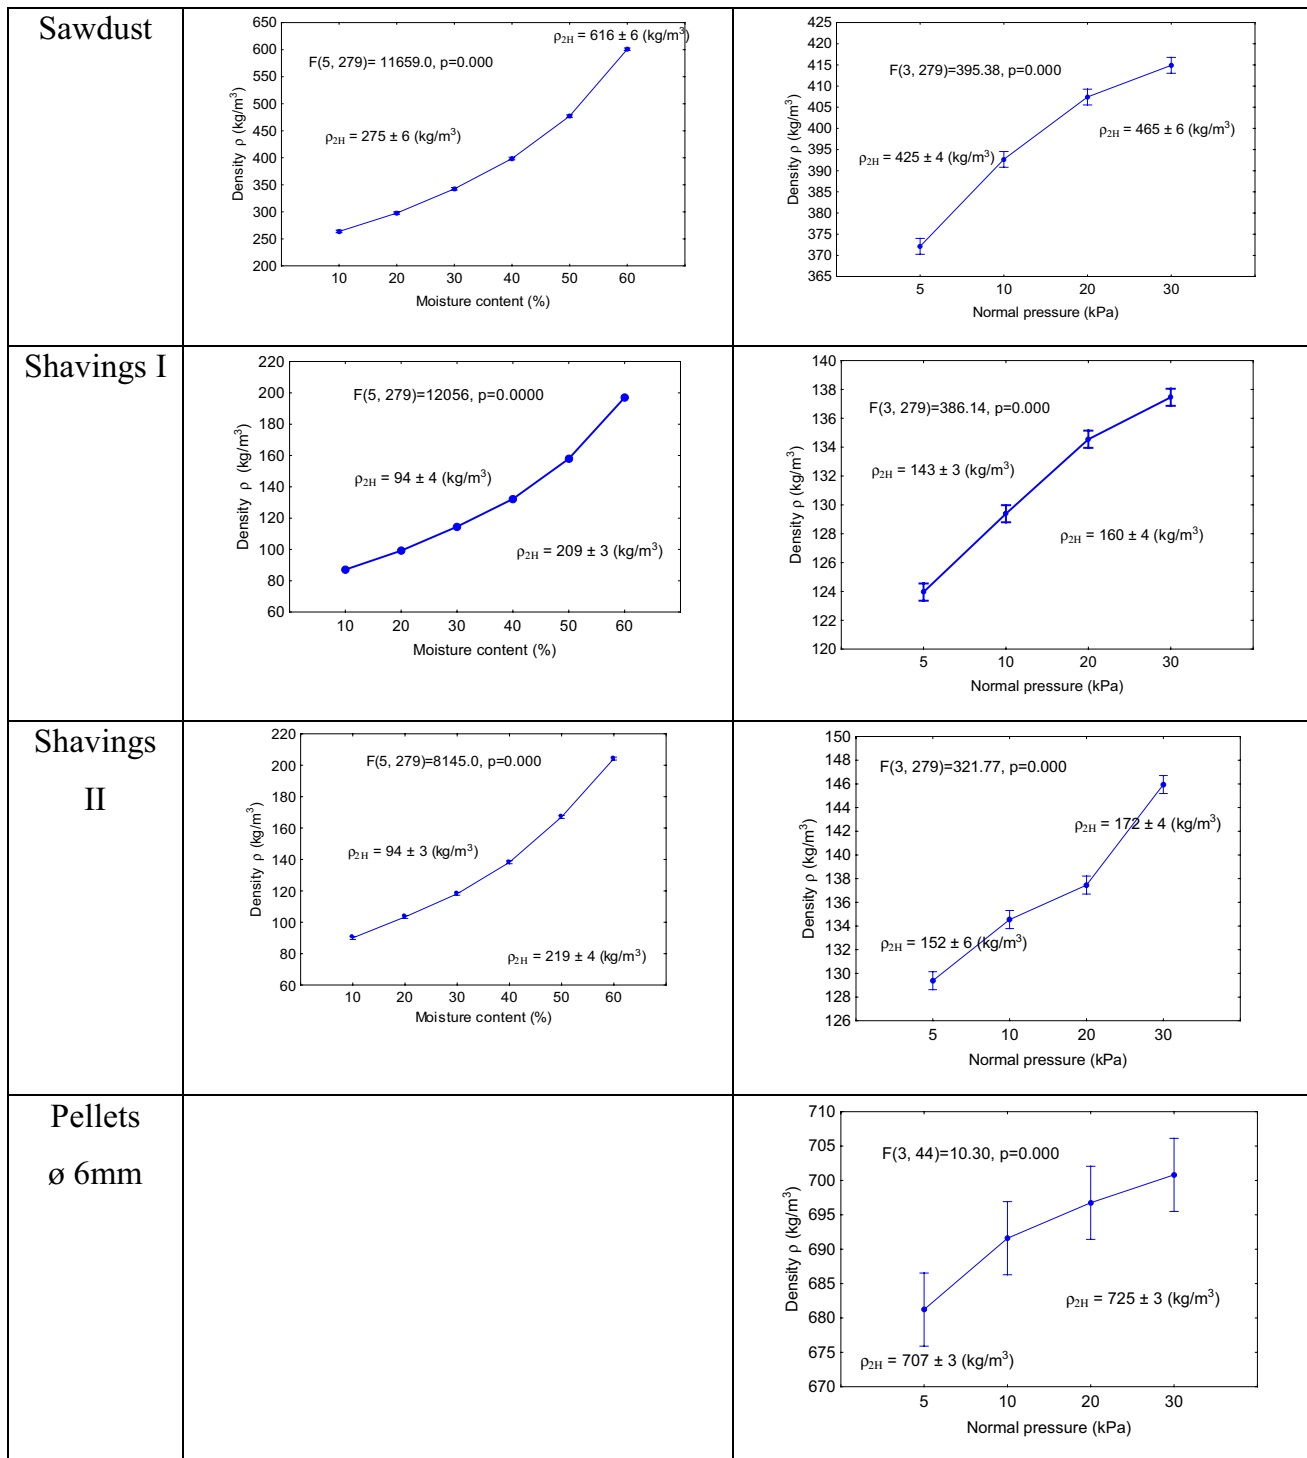 Sawdust
650
600
550
500
450
400
350
300
250
200
Density ρ (kg/m³)
F(5, 279)= 11659.0, p=0.000
ρ2H = 616 ± 6 (kg/m³)
ρ2H = 275 ± 6 (kg/m³)
10 20 30 40 50 60
Moisture content (%)
425
420
415
410
405
400
395
390
385
380
375
370
365
Density ρ (kg/m³)
F(3, 279)=395.38, p=0.000
ρ2H = 465 ± 6 (kg/m³)
ρ2H = 425 ± 4 (kg/m³)
5 10 20 30
Normal pressure (kPa)
Shavings I
220
200
180
160
140
120
100
80
60
Density ρ (kg/m³)
F(5, 279)=12056, p=0.0000
ρ2H = 94 ± 4 (kg/m³)
ρ2H = 209 ± 3 (kg/m³)
10 20 30 40 50 60
Moisture content (%)
140
138
136
134
132
130
128
126
124
122
120
Density ρ (kg/m³)
F(3, 279)=386.14, p=0.000
ρ2H = 143 ± 3 (kg/m³)
ρ2H = 160 ± 4 (kg/m³)
5 10 20 30
Normal pressure (kPa)
Shavings
II
220
200
180
160
140
120
100
80
60
Density ρ (kg/m³)
F(5, 279)=8145.0, p=0.000
ρ2H = 94 ± 3 (kg/m³)
ρ2H = 219 ± 4 (kg/m³)
10 20 30 40 50 60
Moisture content (%)
150
148
146
144
142
140
138
136
134
132
130
128
126
Density ρ (kg/m³)
F(3, 279)=321.77, p=0.000
ρ2H = 172 ± 4 (kg/m³)
ρ2H = 152 ± 6 (kg/m³)
5 10 20 30
Normal pressure (kPa)
Pellets
ø 6mm
710
705
700
695
690
685
680
675
670
Density ρ (kg/m³)
F(3, 44)=10.30, p=0.000
ρ2H = 725 ± 3 (kg/m³)
ρ2H = 707 ± 3 (kg/m³)
5 10 20 30
Normal pressure (kPa)